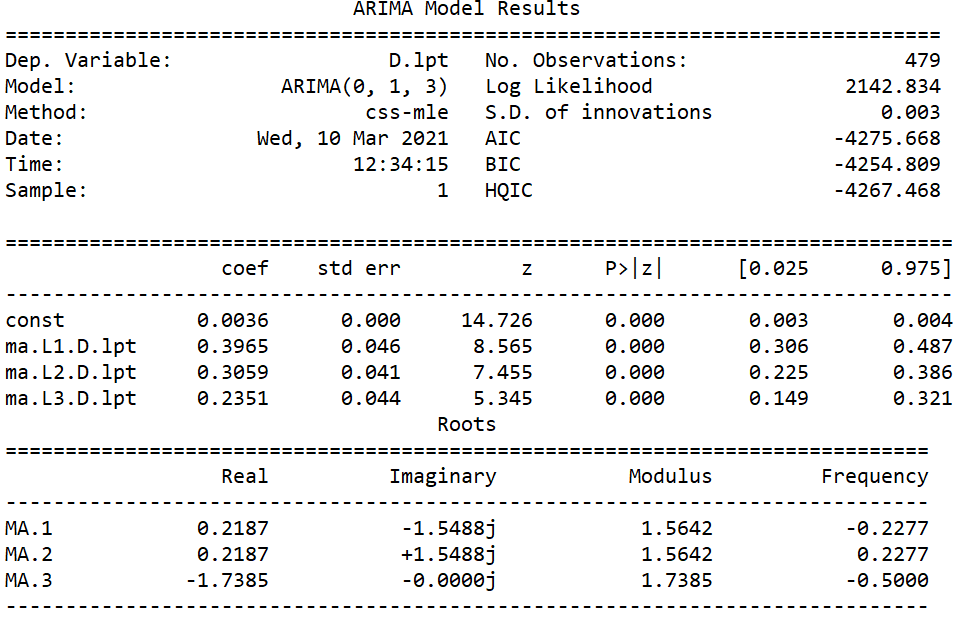 ARIMA Model Results
==============================================================================
Dep. Variable:                  D.lpt   No. Observations:                  479
Model:                 ARIMA(0, 1, 3)   Log Likelihood                2142.834
Method:                       css-mle   S.D. of innovations              0.003
Date:                Wed, 10 Mar 2021   AIC                          -4275.668
Time:                        12:34:15   BIC                          -4254.809
Sample:                             1   HQIC                         -4267.468
===============================================================================
                  coef    std err          z      P>|z|      [0.025      0.975]
-------------------------------------------------------------------------------
const           0.0036      0.000     14.726      0.000       0.003       0.004
ma.L1.D.lpt     0.3965      0.046      8.565      0.000       0.306       0.487
ma.L2.D.lpt     0.3059      0.041      7.455      0.000       0.225       0.386
ma.L3.D.lpt     0.2351      0.044      5.345      0.000       0.149       0.321
                                    Roots
=============================================================================
                  Real          Imaginary           Modulus         Frequency
-----------------------------------------------------------------------------
MA.1            0.2187           -1.5488j            1.5642           -0.2277
MA.2            0.2187           +1.5488j            1.5642            0.2277
MA.3           -1.7385           -0.0000j            1.7385           -0.5000
-----------------------------------------------------------------------------